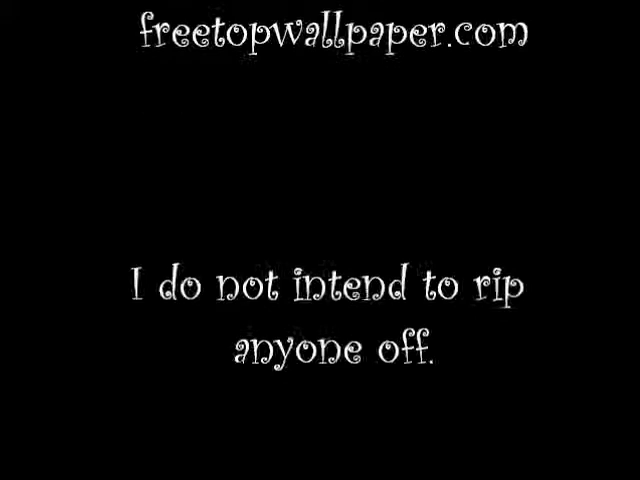 freetopwallpaper.com
I do not intend to rip
anyone off.